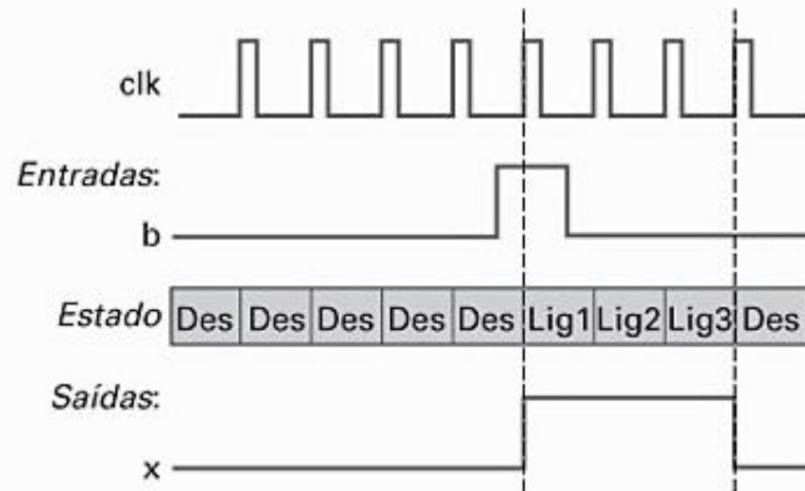 clk
Entradas:
b
Estado Des Des Des Des Des Lig1 Lig2 Lig3 Des
Saídas:
x